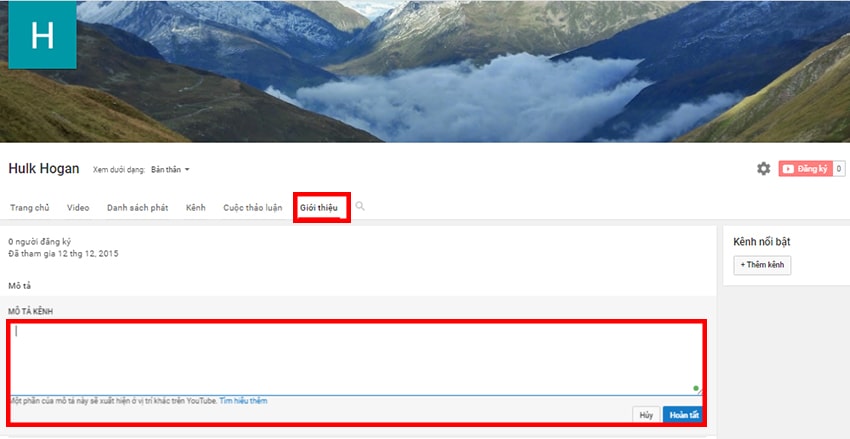 H
Hulk Hogan Xem dưới dạng: Bản thân
Đăng ký 0
Trang chủ Video Danh sách phát Kênh Cuộc thảo luận Giới thiệu
0 người đăng ký
Đã tham gia 12 thg 12, 2015
Mô tả
MÔ TẢ KÊNH
Một phần của mô tả này sẽ xuất hiện ở vị trí khác trên YouTube. Tìm hiểu thêm
Hủy Hoàn tất
Kênh nổi bật
+ Thêm kênh